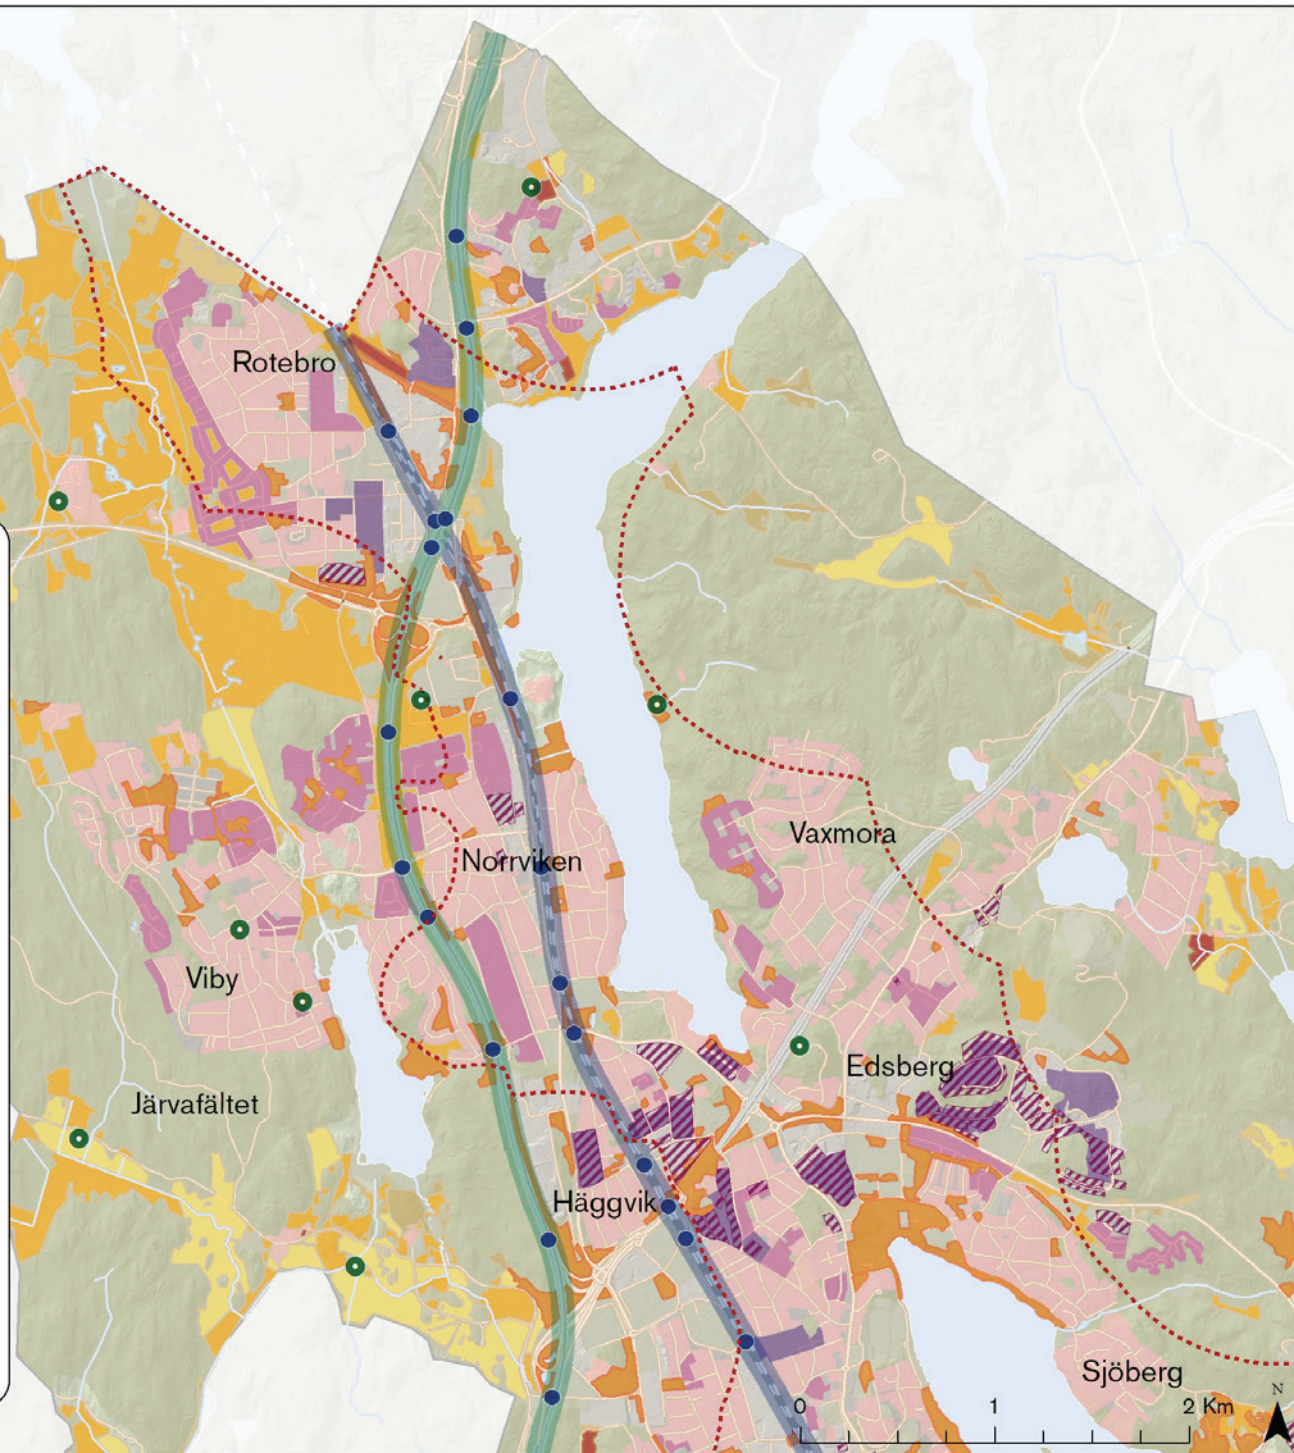 Rotebro
Vaxmora
Norrviken
Viby
Edsberg
Järvafältet
Häggvik
Sjöberg
0 1 2 Km
N